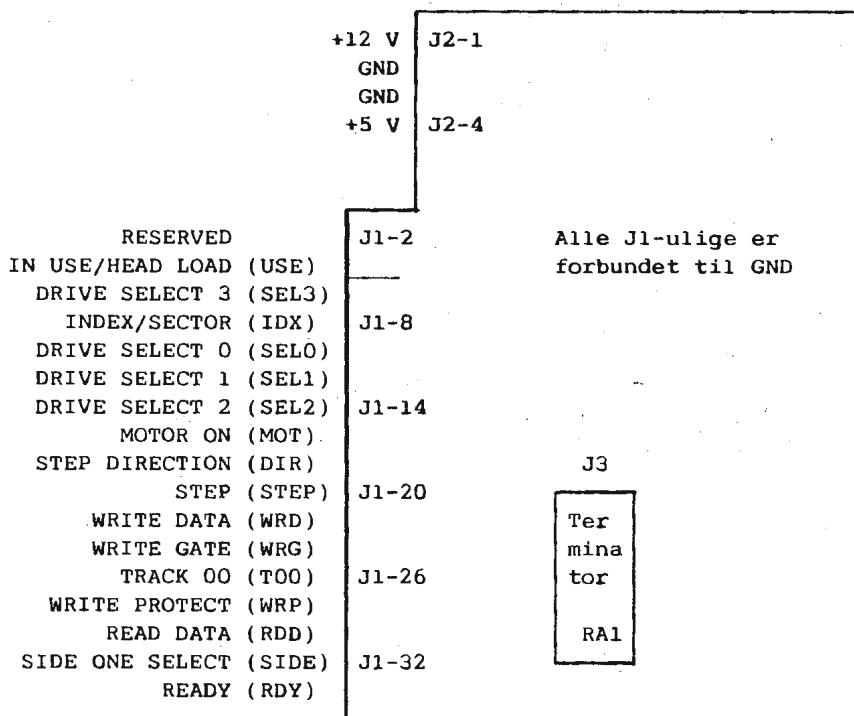 +12 V J2-1
GND
GND
+5 V J2-4
RESERVED J1-2 Alle J1-ulige er
IN USE/HEAD LOAD (USE) forbundet til GND
DRIVE SELECT 3 (SEL3)
INDEX/SECTOR (IDX) J1-8
DRIVE SELECT 0 (SEL0)
DRIVE SELECT 1 (SEL1)
DRIVE SELECT 2 (SEL2) J1-14
MOTOR ON (MOT)
STEP DIRECTION (DIR) J3
STEP (STEP) J1-20
WRITE DATA (WRD) Ter
WRITE GATE (WRG) mina
TRACK 00 (T00) J1-26 tor
WRITE PROTECT (WRP)
READ DATA (RDD) RA1
SIDE ONE SELECT (SIDE) J1-32
READY (RDY)